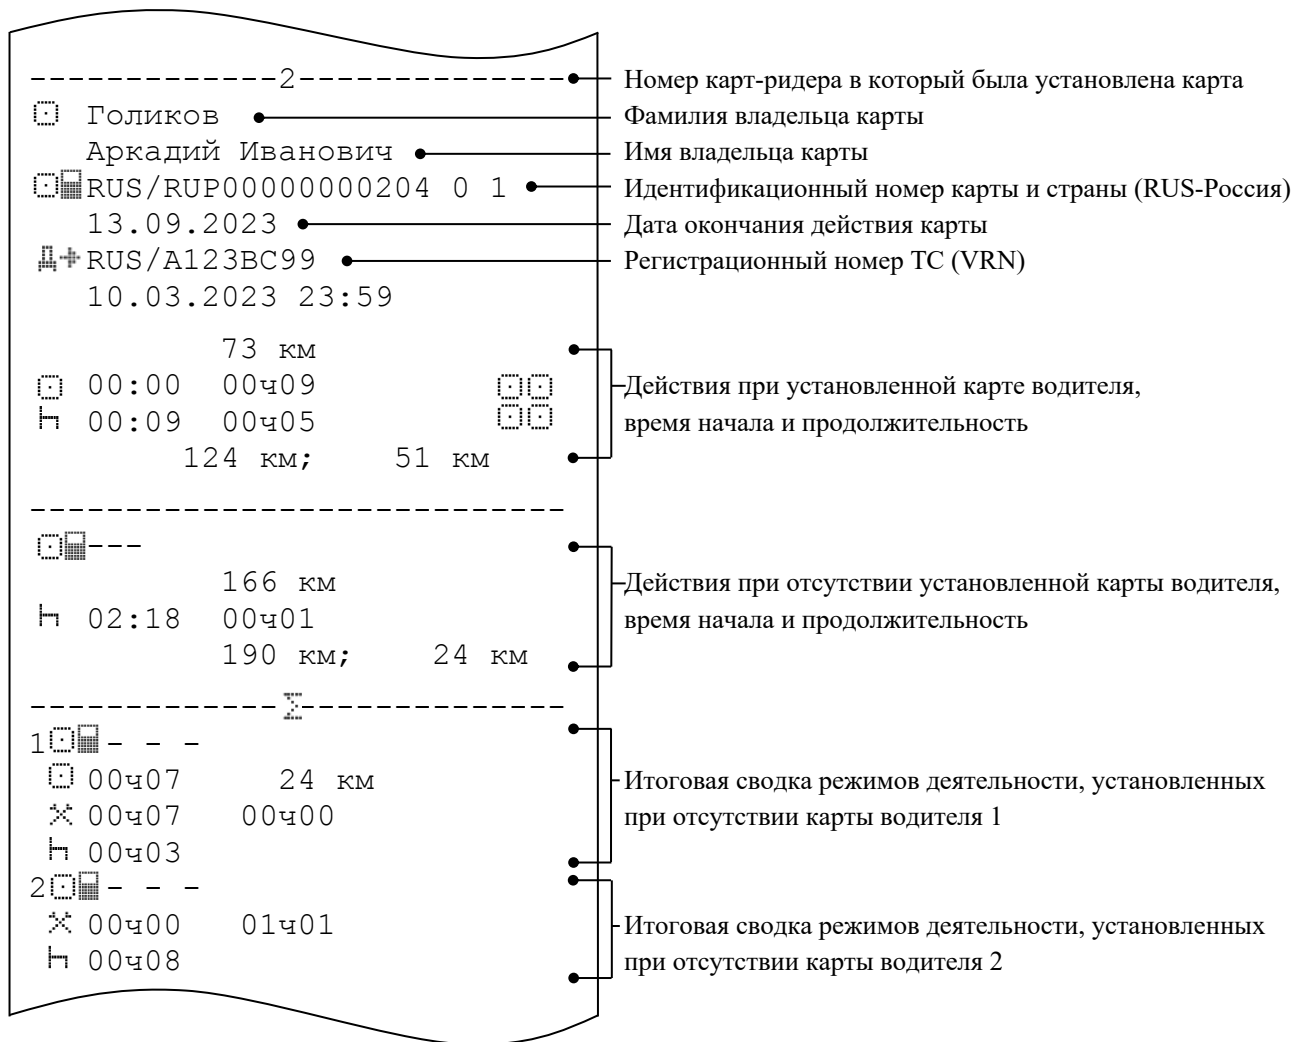 -------------2--------------
Номер карт-ридера в который была установлена карта
Голиков
Фамилия владельца карты
Аркадий Иванович
Имя владельца карты
RUS/RUP00000000204 0 1
Идентификационный номер карты и страны (RUS-Россия)
13.09.2023
Дата окончания действия карты
RUS/A123BC99
Регистрационный номер ТС (VRN)
10.03.2023 23:59
73 км
00:00 00ч09
Действия при установленной карте водителя,
00:09 00ч05
время начала и продолжительность
124 км; 51 км
----------------------------
---
166 км
Действия при отсутствии установленной карты водителя,
02:18 00ч01
время начала и продолжительность
190 км; 24 км
-------------Σ--------------
1 - - -
00ч07 24 км
Итоговая сводка режимов деятельности, установленных
00ч07 00ч00
при отсутствии карты водителя 1
00ч03
2 - - -
00ч00 01ч01
Итоговая сводка режимов деятельности, установленных
00ч08
при отсутствии карты водителя 2